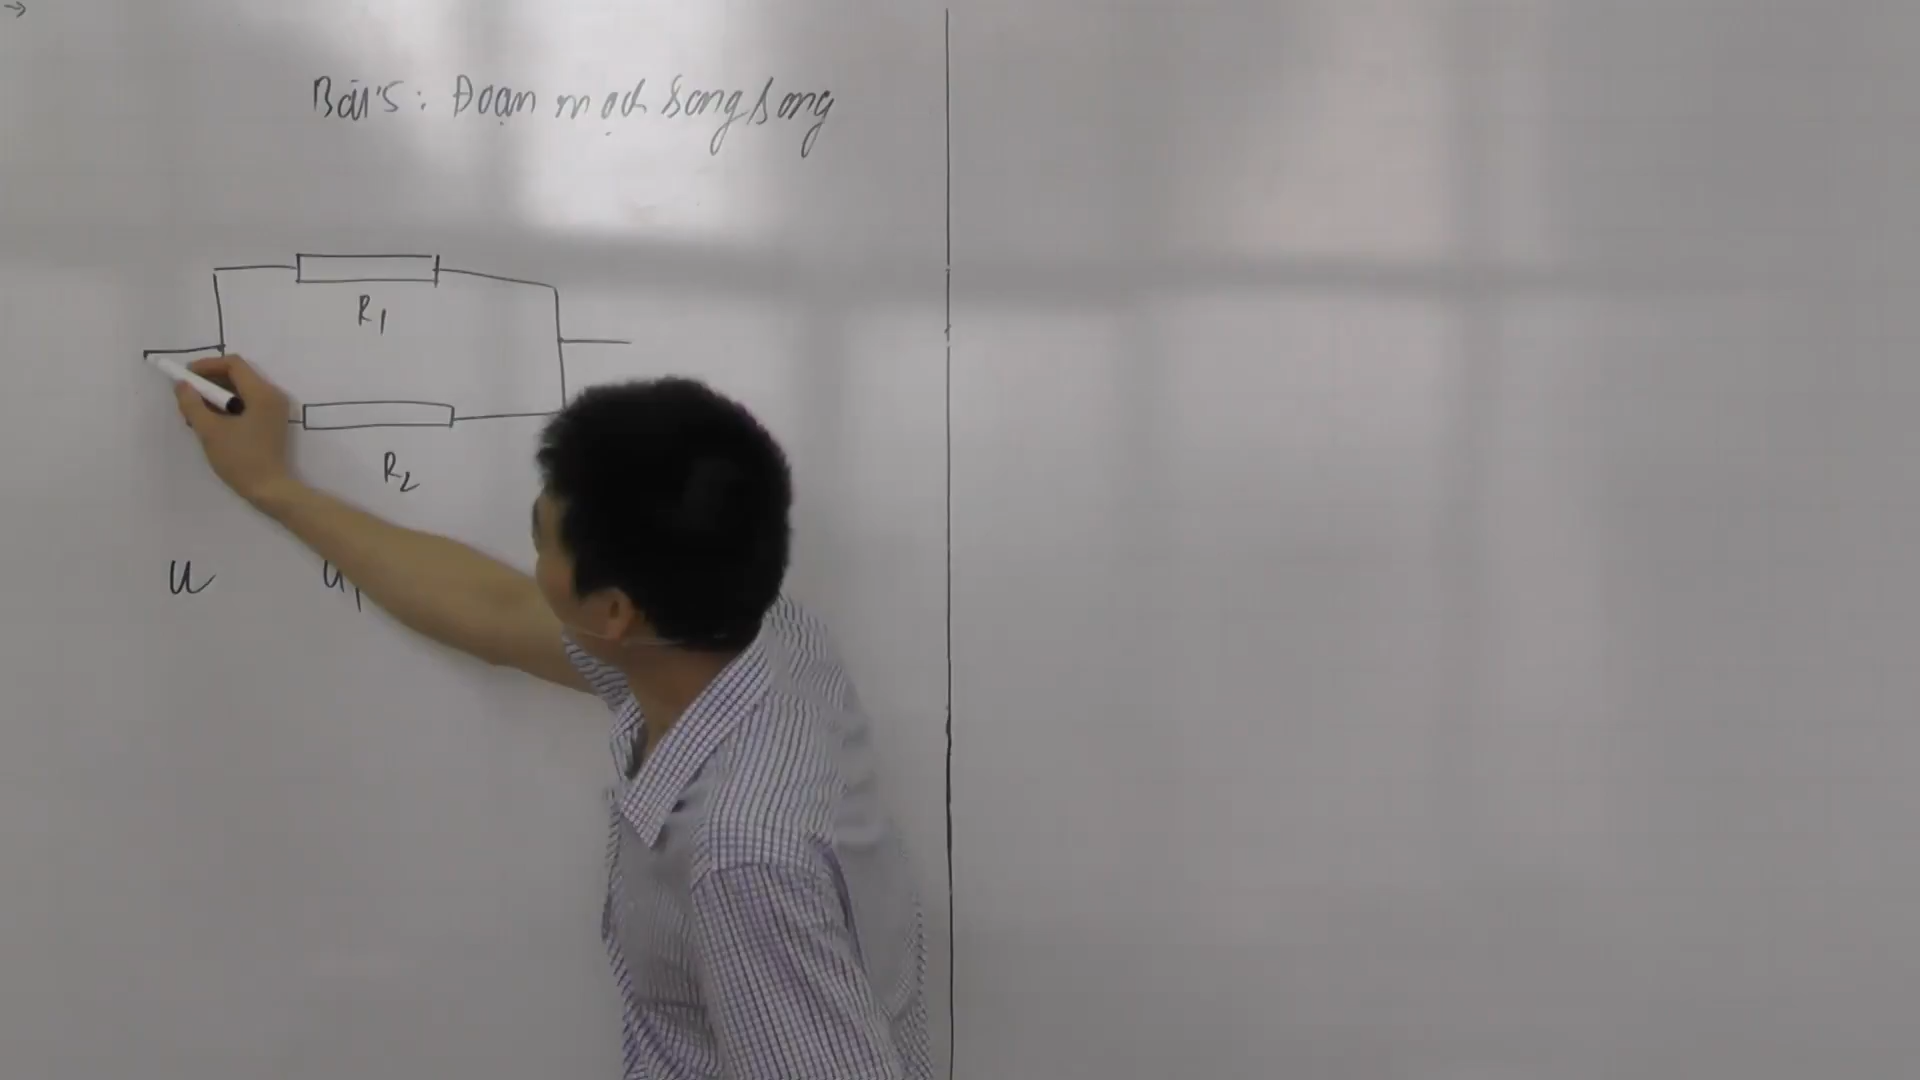 →
Bài 5: Đoạn mạch song song
R1
R2
U U1